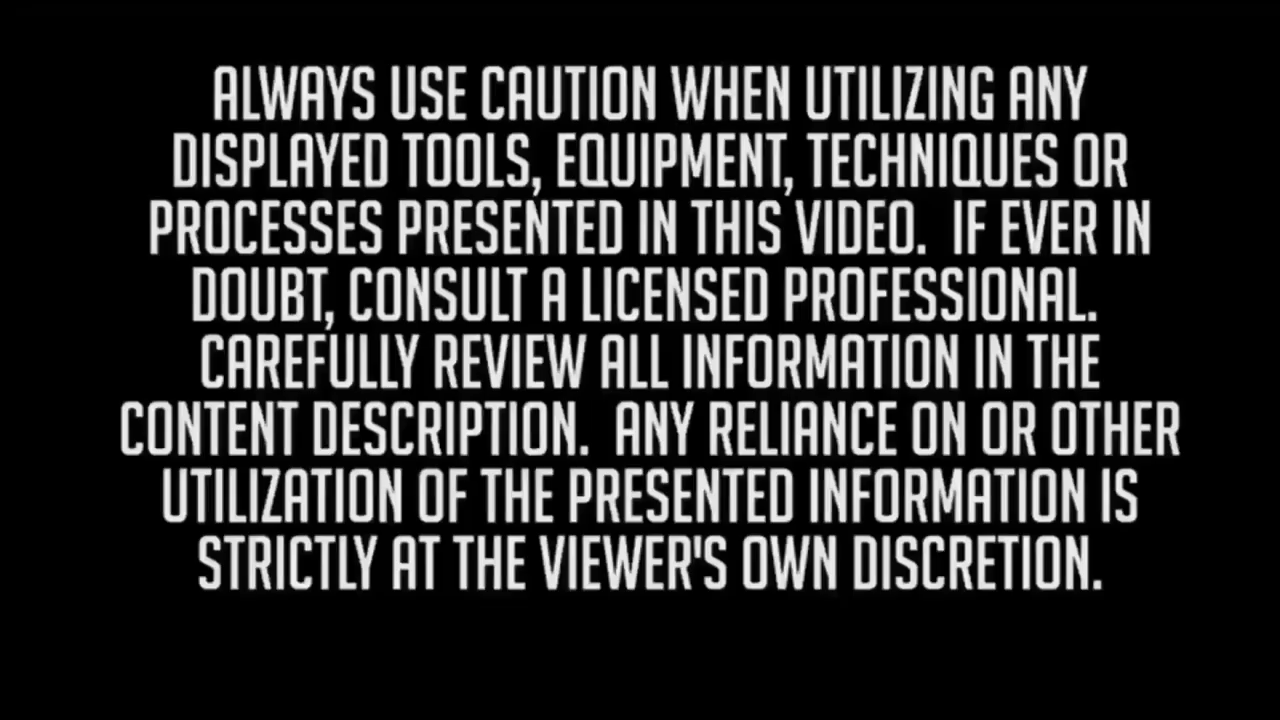 ALWAYS USE CAUTION WHEN UTILIZING ANY
DISPLAYED TOOLS, EQUIPMENT, TECHNIQUES OR
PROCESSES PRESENTED IN THIS VIDEO.  IF EVER IN
DOUBT, CONSULT A LICENSED PROFESSIONAL.
CAREFULLY REVIEW ALL INFORMATION IN THE
CONTENT DESCRIPTION.  ANY RELIANCE ON OR OTHER
UTILIZATION OF THE PRESENTED INFORMATION IS
STRICTLY AT THE VIEWER'S OWN DISCRETION.